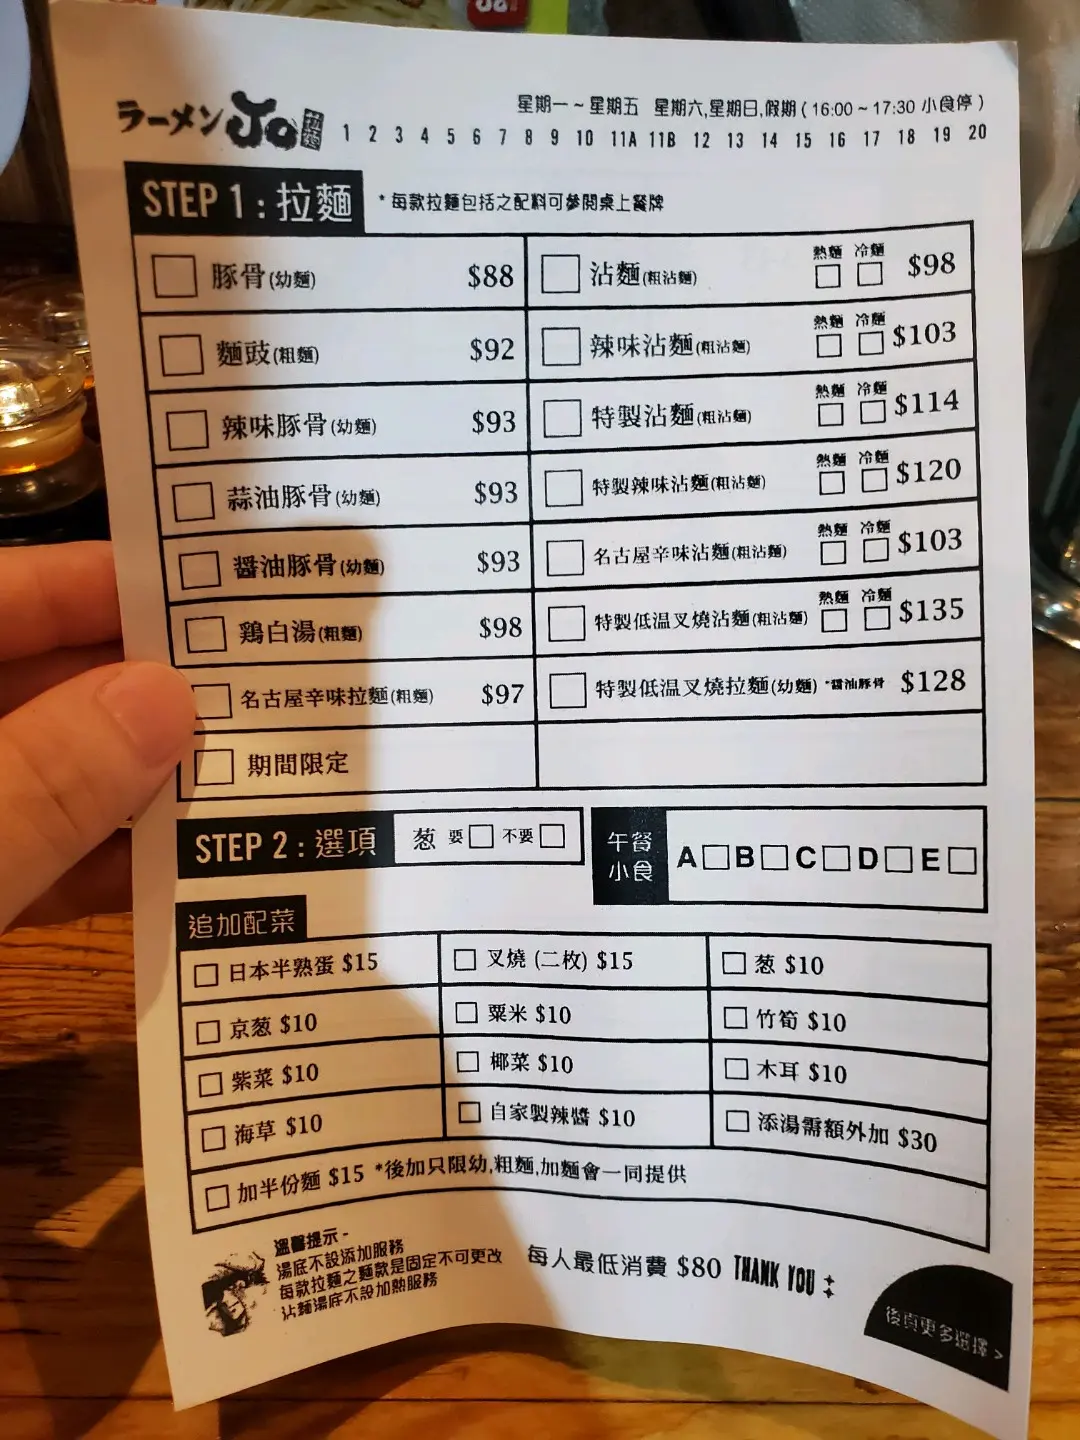 ラーメン Jo 拉麵
星期一 ~ 星期五 星期六,星期日,假期 ( 16:00 ~ 17:30 小食停 )
1 2 3 4 5 6 7 8 9 10 11A 11B 12 13 14 15 16 17 18 19 20
STEP 1 : 拉麵 * 每款拉麵包括之配料可參閱桌上餐牌
豚骨(幼麵) $88
沾麵(粗沾麵) 熱麵 冷麵 $98
麵豉(粗麵) $92
辣味沾麵(粗沾麵) 熱麵 冷麵 $103
辣味豚骨(幼麵) $93
特製沾麵(粗沾麵) 熱麵 冷麵 $114
蒜油豚骨(幼麵) $93
特製辣味沾麵(粗沾麵) 熱麵 冷麵 $120
醤油豚骨(幼麵) $93
名古屋辛味沾麵(粗沾麵) 熱麵 冷麵 $103
鶏白湯(粗麵) $98
特製低温叉燒沾麵(粗沾麵) 熱麵 冷麵 $135
名古屋辛味拉麵(粗麵) $97
特製低温叉燒拉麵(幼麵) *醤油豚骨 $128
期間限定
STEP 2 : 選項 葱 要 不要
午餐
小食
A B C D E
追加配菜
日本半熟蛋 $15 叉燒 (二枚) $15 葱 $10
京葱 $10 粟米 $10 竹筍 $10
紫菜 $10 椰菜 $10 木耳 $10
海草 $10 自家製辣醬 $10 添湯需額外加 $30
加半份麵 $15 *後加只限幼,粗麵,加麵會一同提供
溫馨提示 -
湯底不設添加服務
每款拉麵之麵款是固定不可更改
沾麵湯底不設加熱服務
每人最低消費 $80 THANK YOU
後頁更多選擇 >